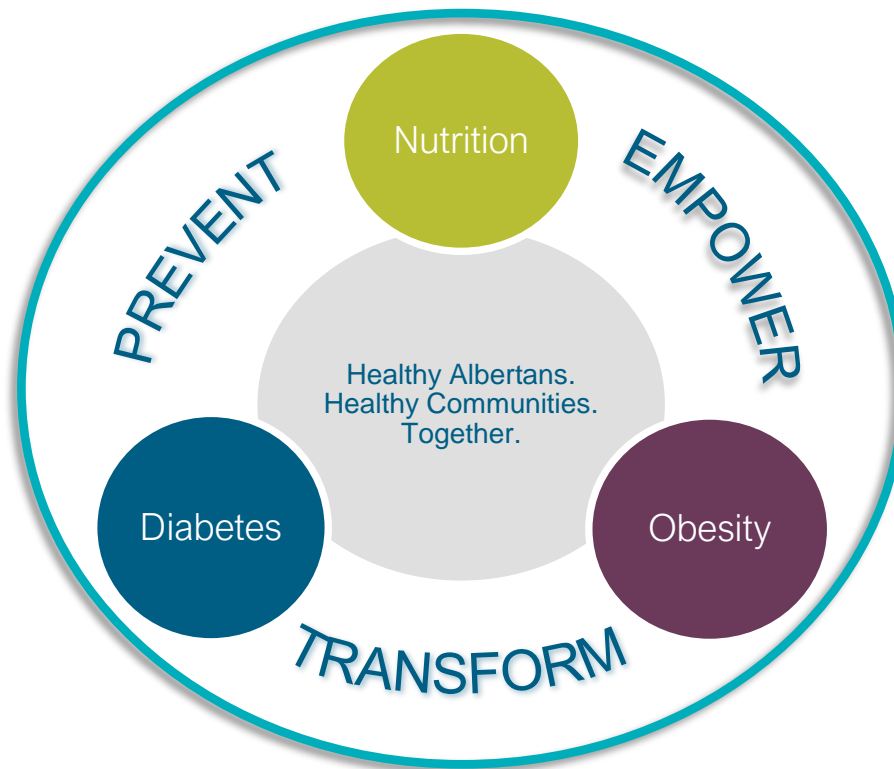 Nutrition
PREVENT
EMPOWER
Healthy Albertans.
Healthy Communities.
Together.
Diabetes
Obesity
TRANSFORM